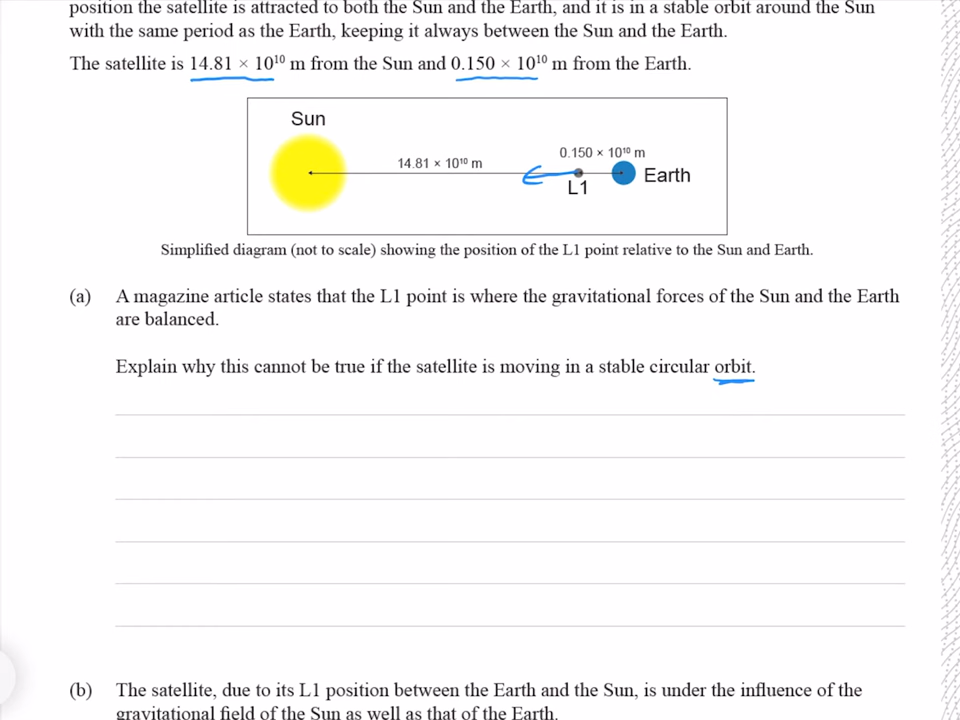 position the satellite is attracted to both the Sun and the Earth, and it is in a stable orbit around the Sun
with the same period as the Earth, keeping it always between the Sun and the Earth.
The satellite is 14.81 × 10¹⁰ m from the Sun and 0.150 × 10¹⁰ m from the Earth.
Sun
0.150 × 10¹⁰ m
14.81 × 10¹⁰ m
Earth
L1
Simplified diagram (not to scale) showing the position of the L1 point relative to the Sun and Earth.
(a) A magazine article states that the L1 point is where the gravitational forces of the Sun and the Earth
are balanced.
Explain why this cannot be true if the satellite is moving in a stable circular orbit.
(b) The satellite, due to its L1 position between the Earth and the Sun, is under the influence of the
gravitational field of the Sun as well as that of the Earth.